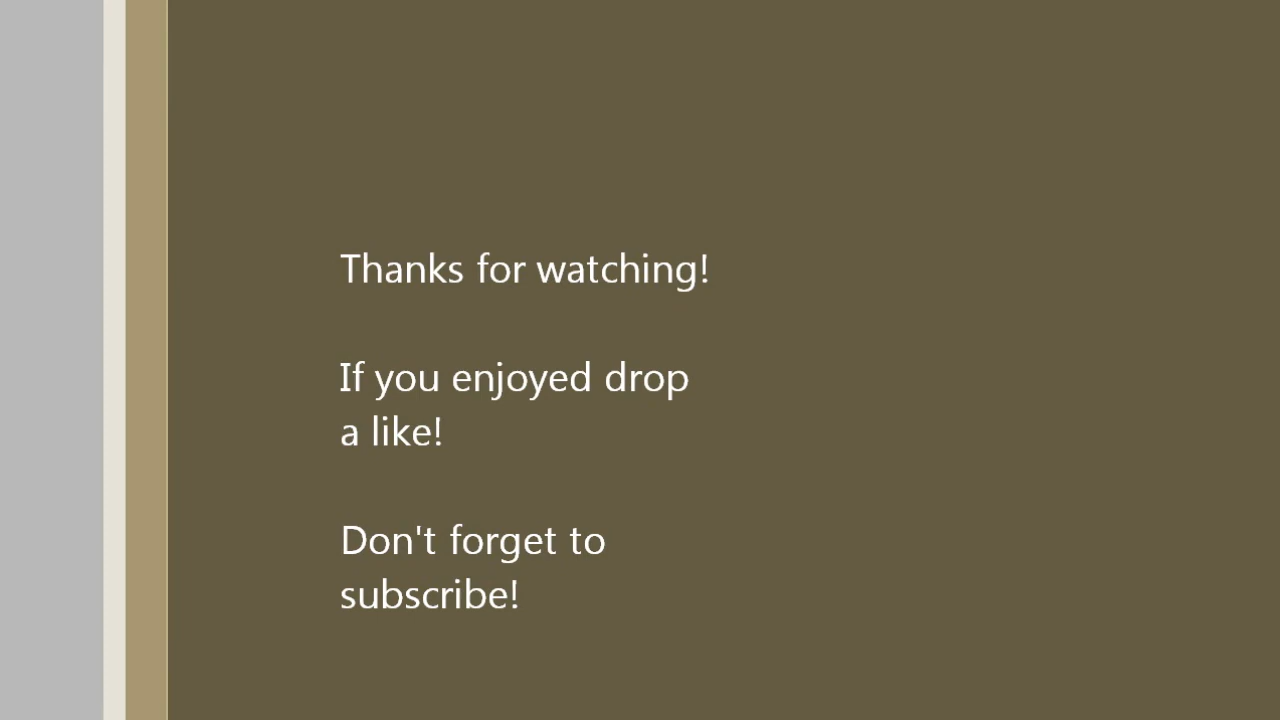 Thanks for watching!
If you enjoyed drop
a like!
Don't forget to
subscribe!